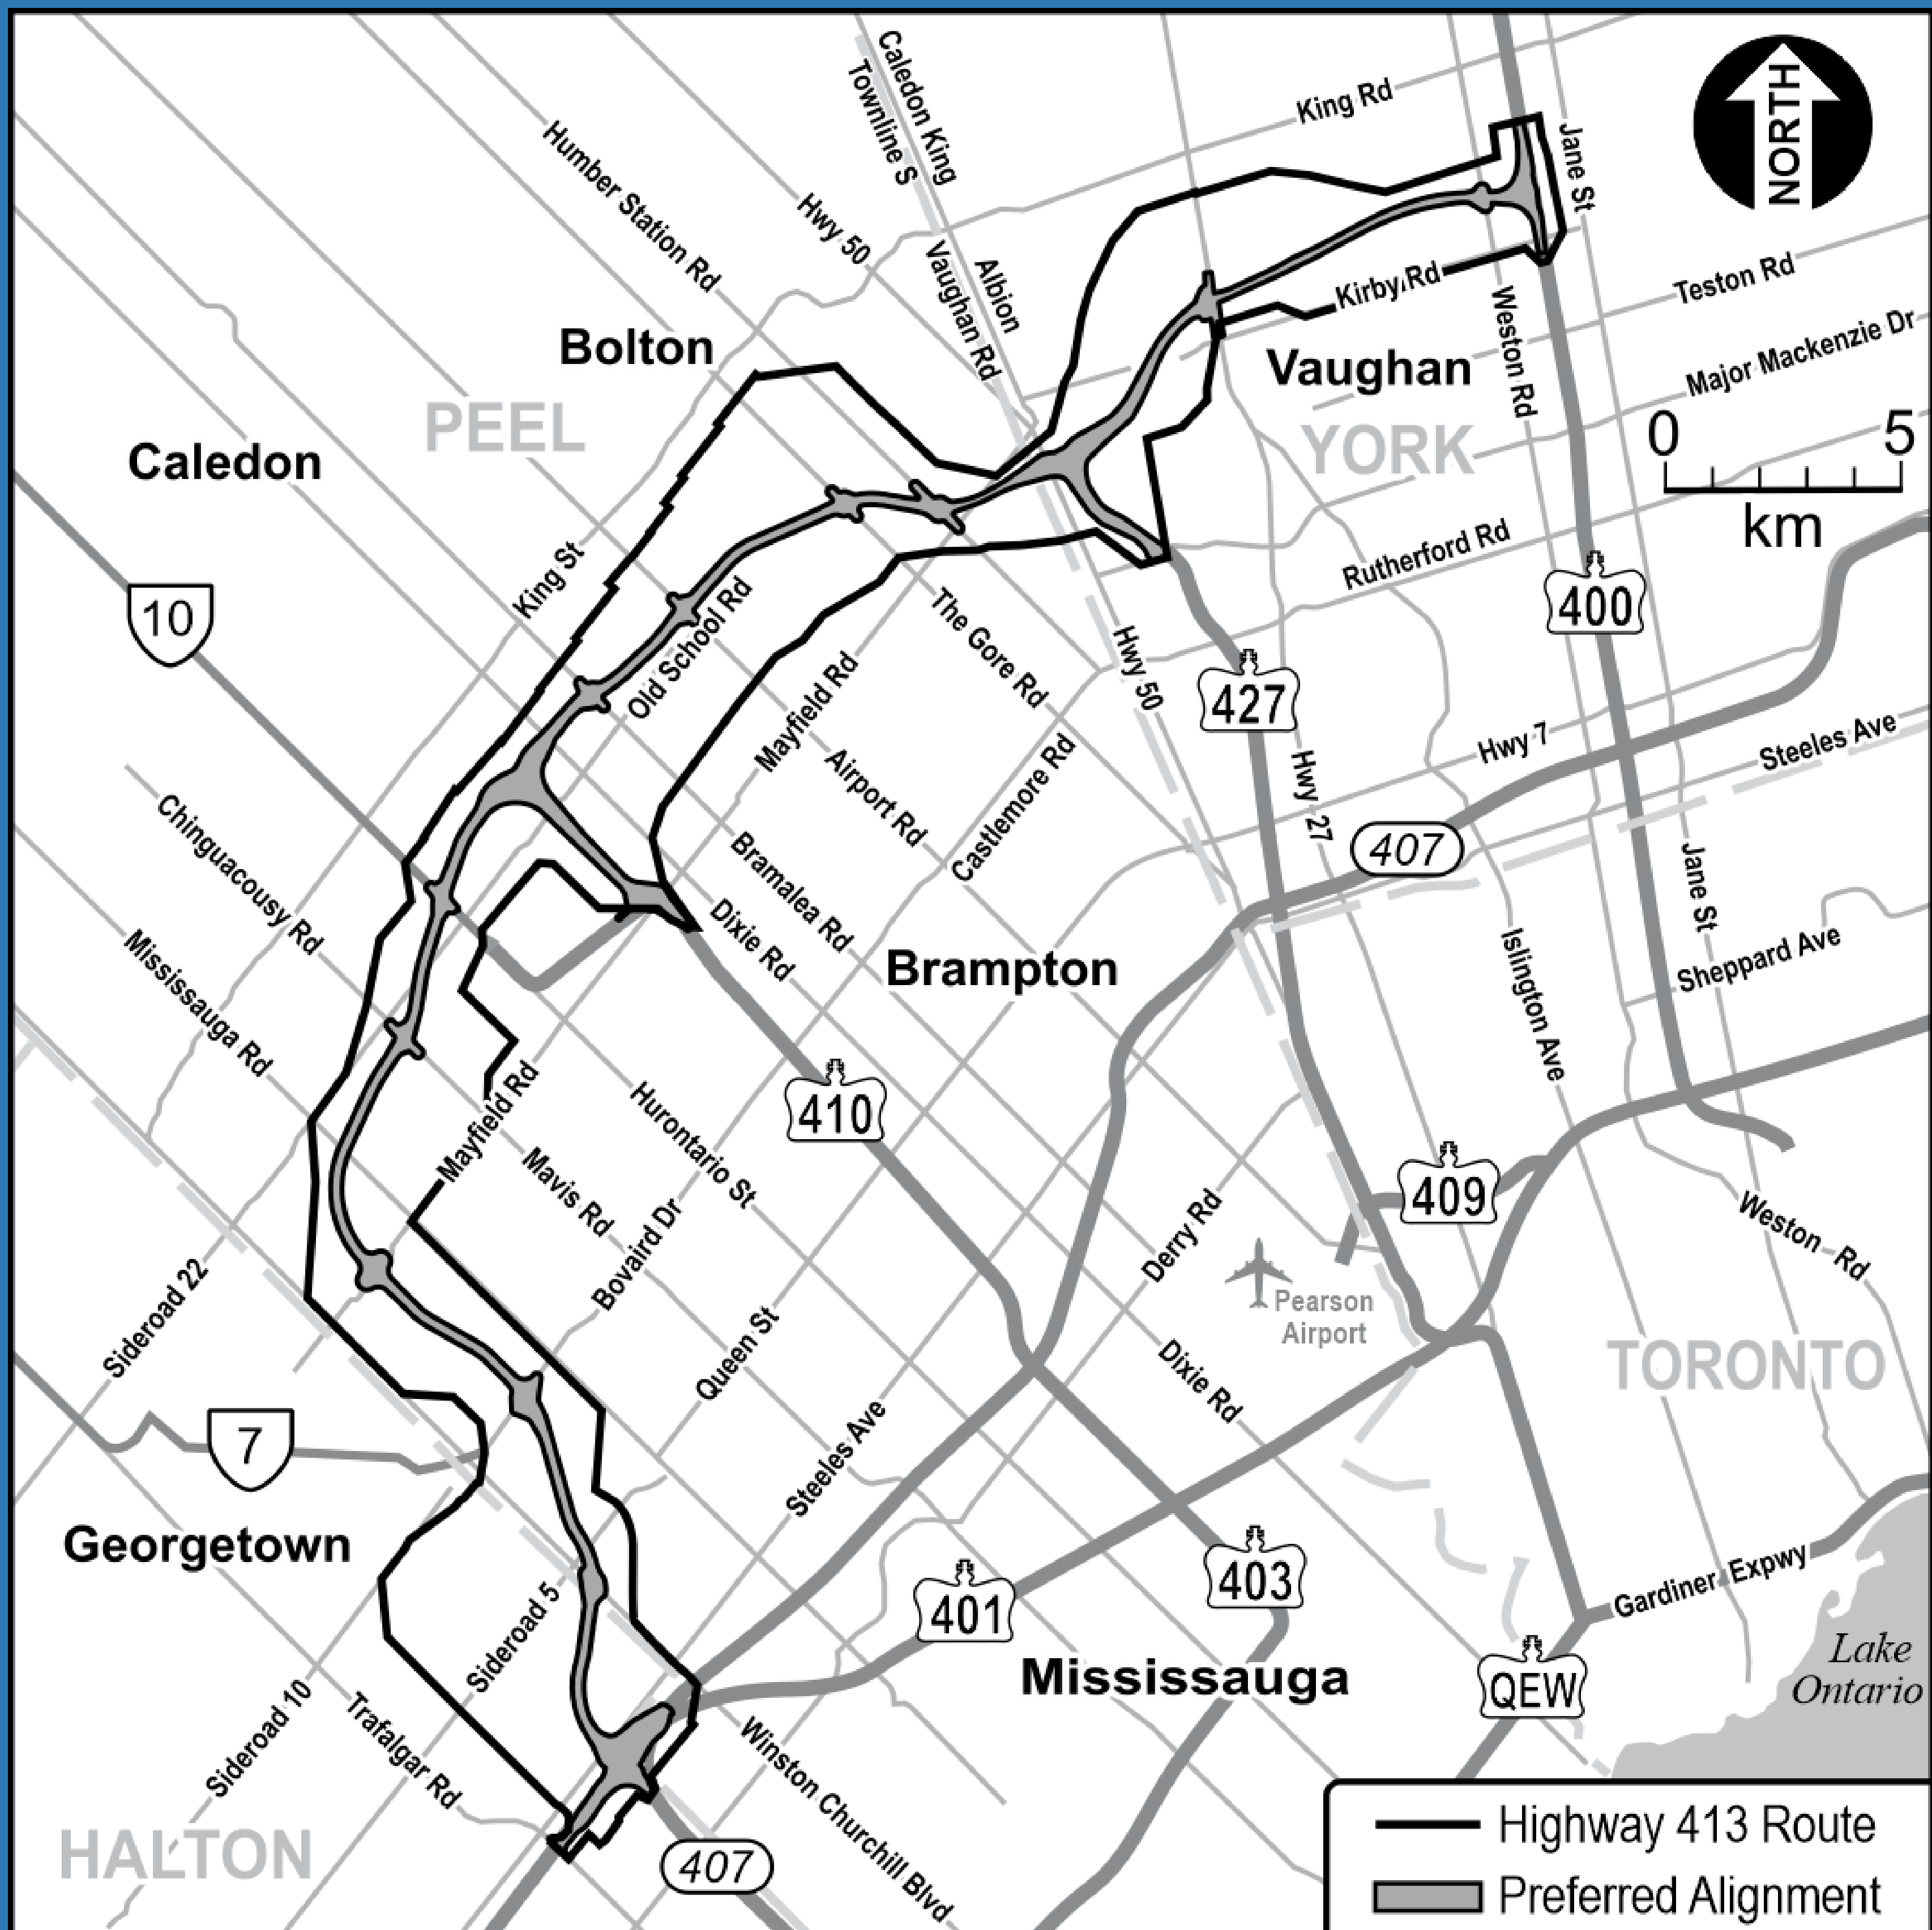 Caledon King
Townline S
King Rd
Jane St
NORTH
Humber Station Rd
Hwy 50
Albion
Vaughan Rd
Kirby Rd
Weston Rd
Teston Rd
Major Mackenzie Dr
Bolton
Vaughan
PEEL
YORK
Caledon
0 5
km
King St
Rutherford Rd
10
Old School Rd
400
The Gore Rd
Hwy 50
427
Mayfield Rd
Hwy 7
Steeles Ave
Airport Rd
Castlemore Rd
Hwy 27
407
Chinguacousy Rd
Bramalea Rd
Jane St
Dixie Rd
Mississauga Rd
Brampton
Islington Ave
Sheppard Ave
410
Mayfield Rd
Hurontario St
Mavis Rd
409
Bovaird Dr
Derry Rd
Weston Rd
Sideroad 22
Pearson
Airport
Queen St
Dixie Rd
TORONTO
7
Steeles Ave
Georgetown
401
403
Gardiner Expwy
Sideroad 5
Mississauga
QEW
Lake
Ontario
Sideroad 10
Trafalgar Rd
Winston Churchill Blvd
HALTON
407
Highway 413 Route
Preferred Alignment